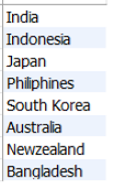 India
Indonesia
Japan
Philiphines
South Korea
Australia
Newzealand
Bangladesh